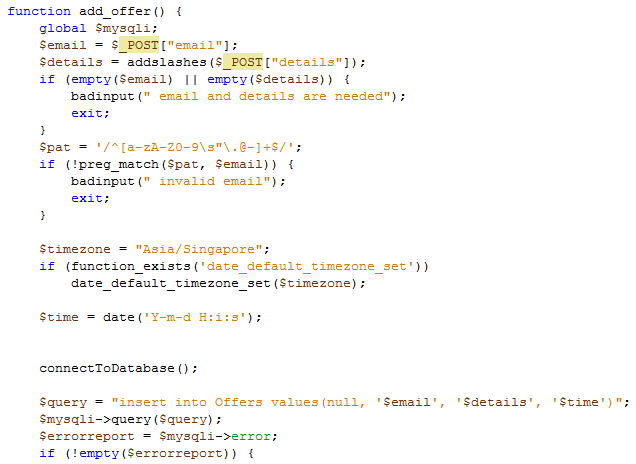 function add_offer() {
    global $mysqli;
    $email = $_POST["email"];
    $details = addslashes($_POST["details"]);
    if (empty($email) || empty($details)) {
        badinput(" email and details are needed");
        exit;
    }
    $pat = '/^[a-zA-Z0-9\s"\.@-]+$/';
    if (!preg_match($pat, $email)) {
        badinput(" invalid email");
        exit;
    }

    $timezone = "Asia/Singapore";
    if (function_exists('date_default_timezone_set'))
        date_default_timezone_set($timezone);

    $time = date('Y-m-d H:i:s');


    connectToDatabase();

    $query = "insert into Offers values(null, '$email', '$details', '$time')";
    $mysqli->query($query);
    $errorreport = $mysqli->error;
    if (!empty($errorreport)) {